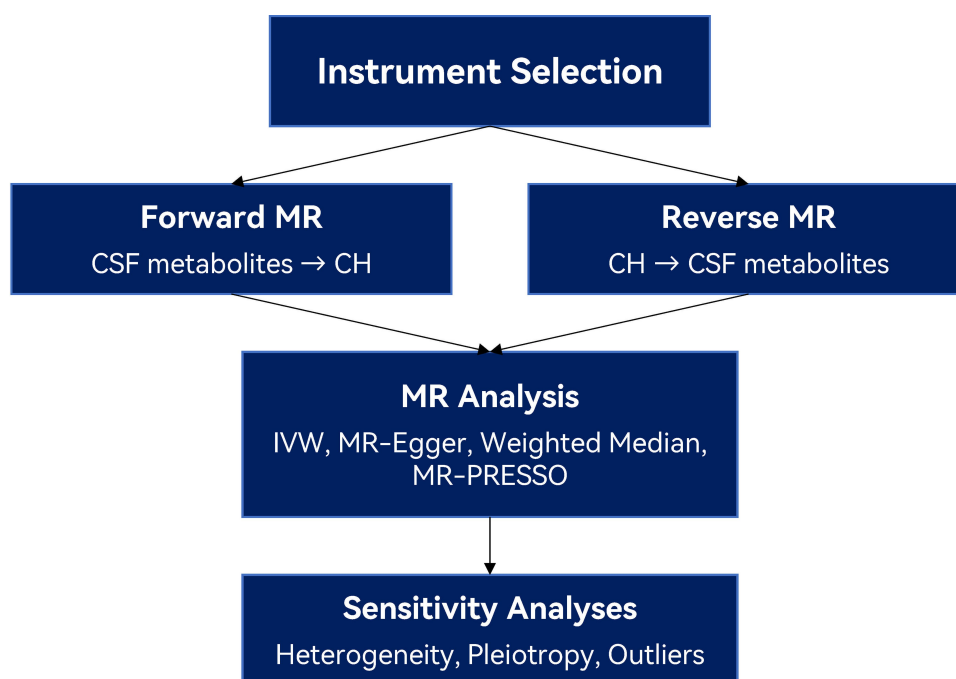 Instrument Selection
Forward MR
CSF metabolites → CH
Reverse MR
CH → CSF metabolites
MR Analysis
IVW, MR-Egger, Weighted Median,
MR-PRESSO
Sensitivity Analyses
Heterogeneity, Pleiotropy, Outliers